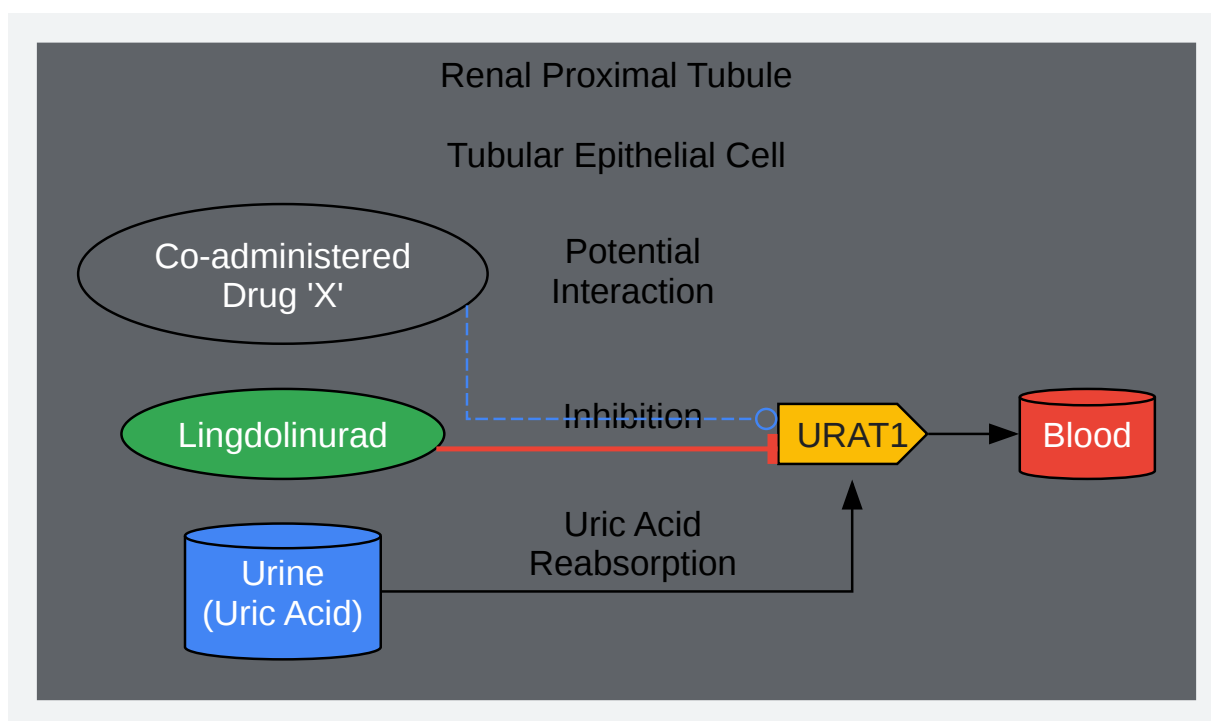 Renal Proximal Tubule
Tubular Epithelial Cell
Co-administered
Drug 'X'
Potential
Interaction
Inhibition
Lingdolinurad
URAT1
Blood
Uric Acid
Reabsorption
Urine
(Uric Acid)